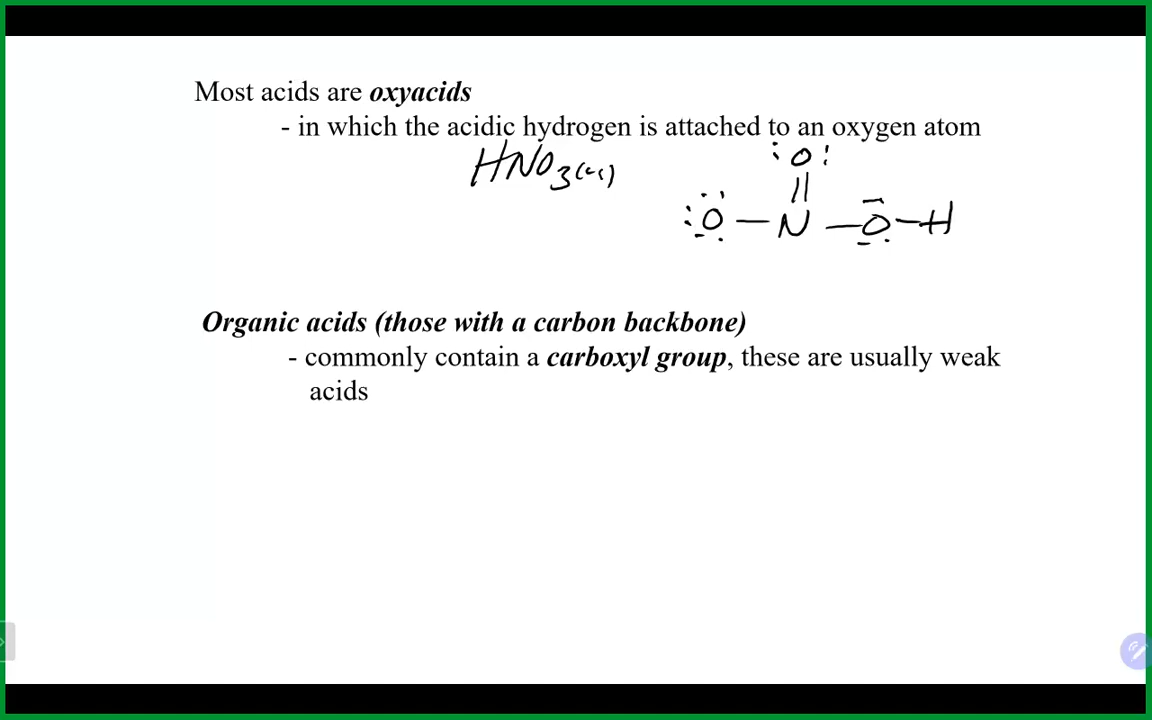 Most acids are oxyacids
- in which the acidic hydrogen is attached to an oxygen atom
HNO3(aq)
O
O — N — O — H
Organic acids (those with a carbon backbone)
- commonly contain a carboxyl group, these are usually weak
acids